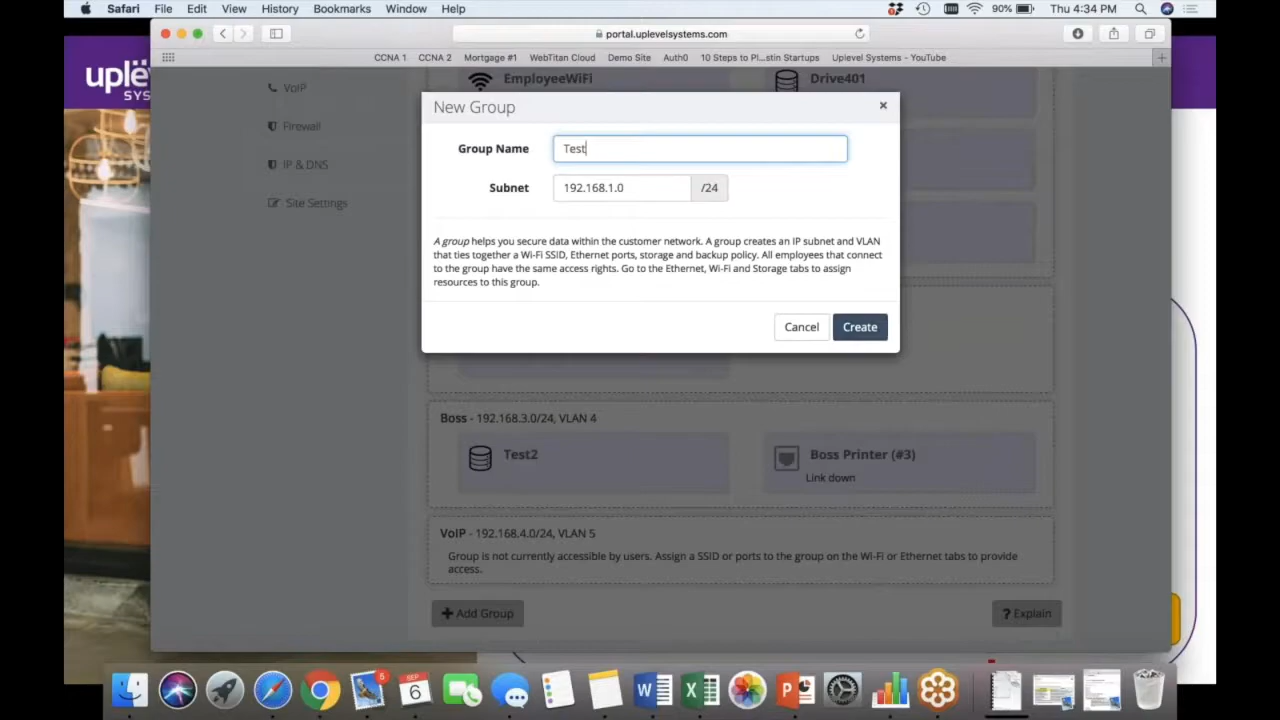 Safari File Edit View History Bookmarks Window Help 90% Thu 4:34 PM
portal.uplevelsystems.com
CCNA 1 CCNA 2 Mortgage #1 WebTitan Cloud Demo Site Auth0 10 Steps to Pl...stin Startups Uplevel Systems - YouTube
uplë
SYS
VoIP
Firewall
IP & DNS
Site Settings
EmployeeWiFi
Drive401
New Group
Group Name Test
Subnet 192.168.1.0 /24
A group helps you secure data within the customer network. A group creates an IP subnet and VLAN
that ties together a Wi-Fi SSID, Ethernet ports, storage and backup policy. All employees that connect
to the group have the same access rights. Go to the Ethernet, Wi-Fi and Storage tabs to assign
resources to this group.
Cancel Create
Boss - 192.168.3.0/24, VLAN 4
Test2
Boss Printer (#3)
Link down
VoIP - 192.168.4.0/24, VLAN 5
Group is not currently accessible by users. Assign a SSID or ports to the group on the Wi-Fi or Ethernet tabs to provide
access.
Add Group
? Explain
5
SEP
6
W
X
P